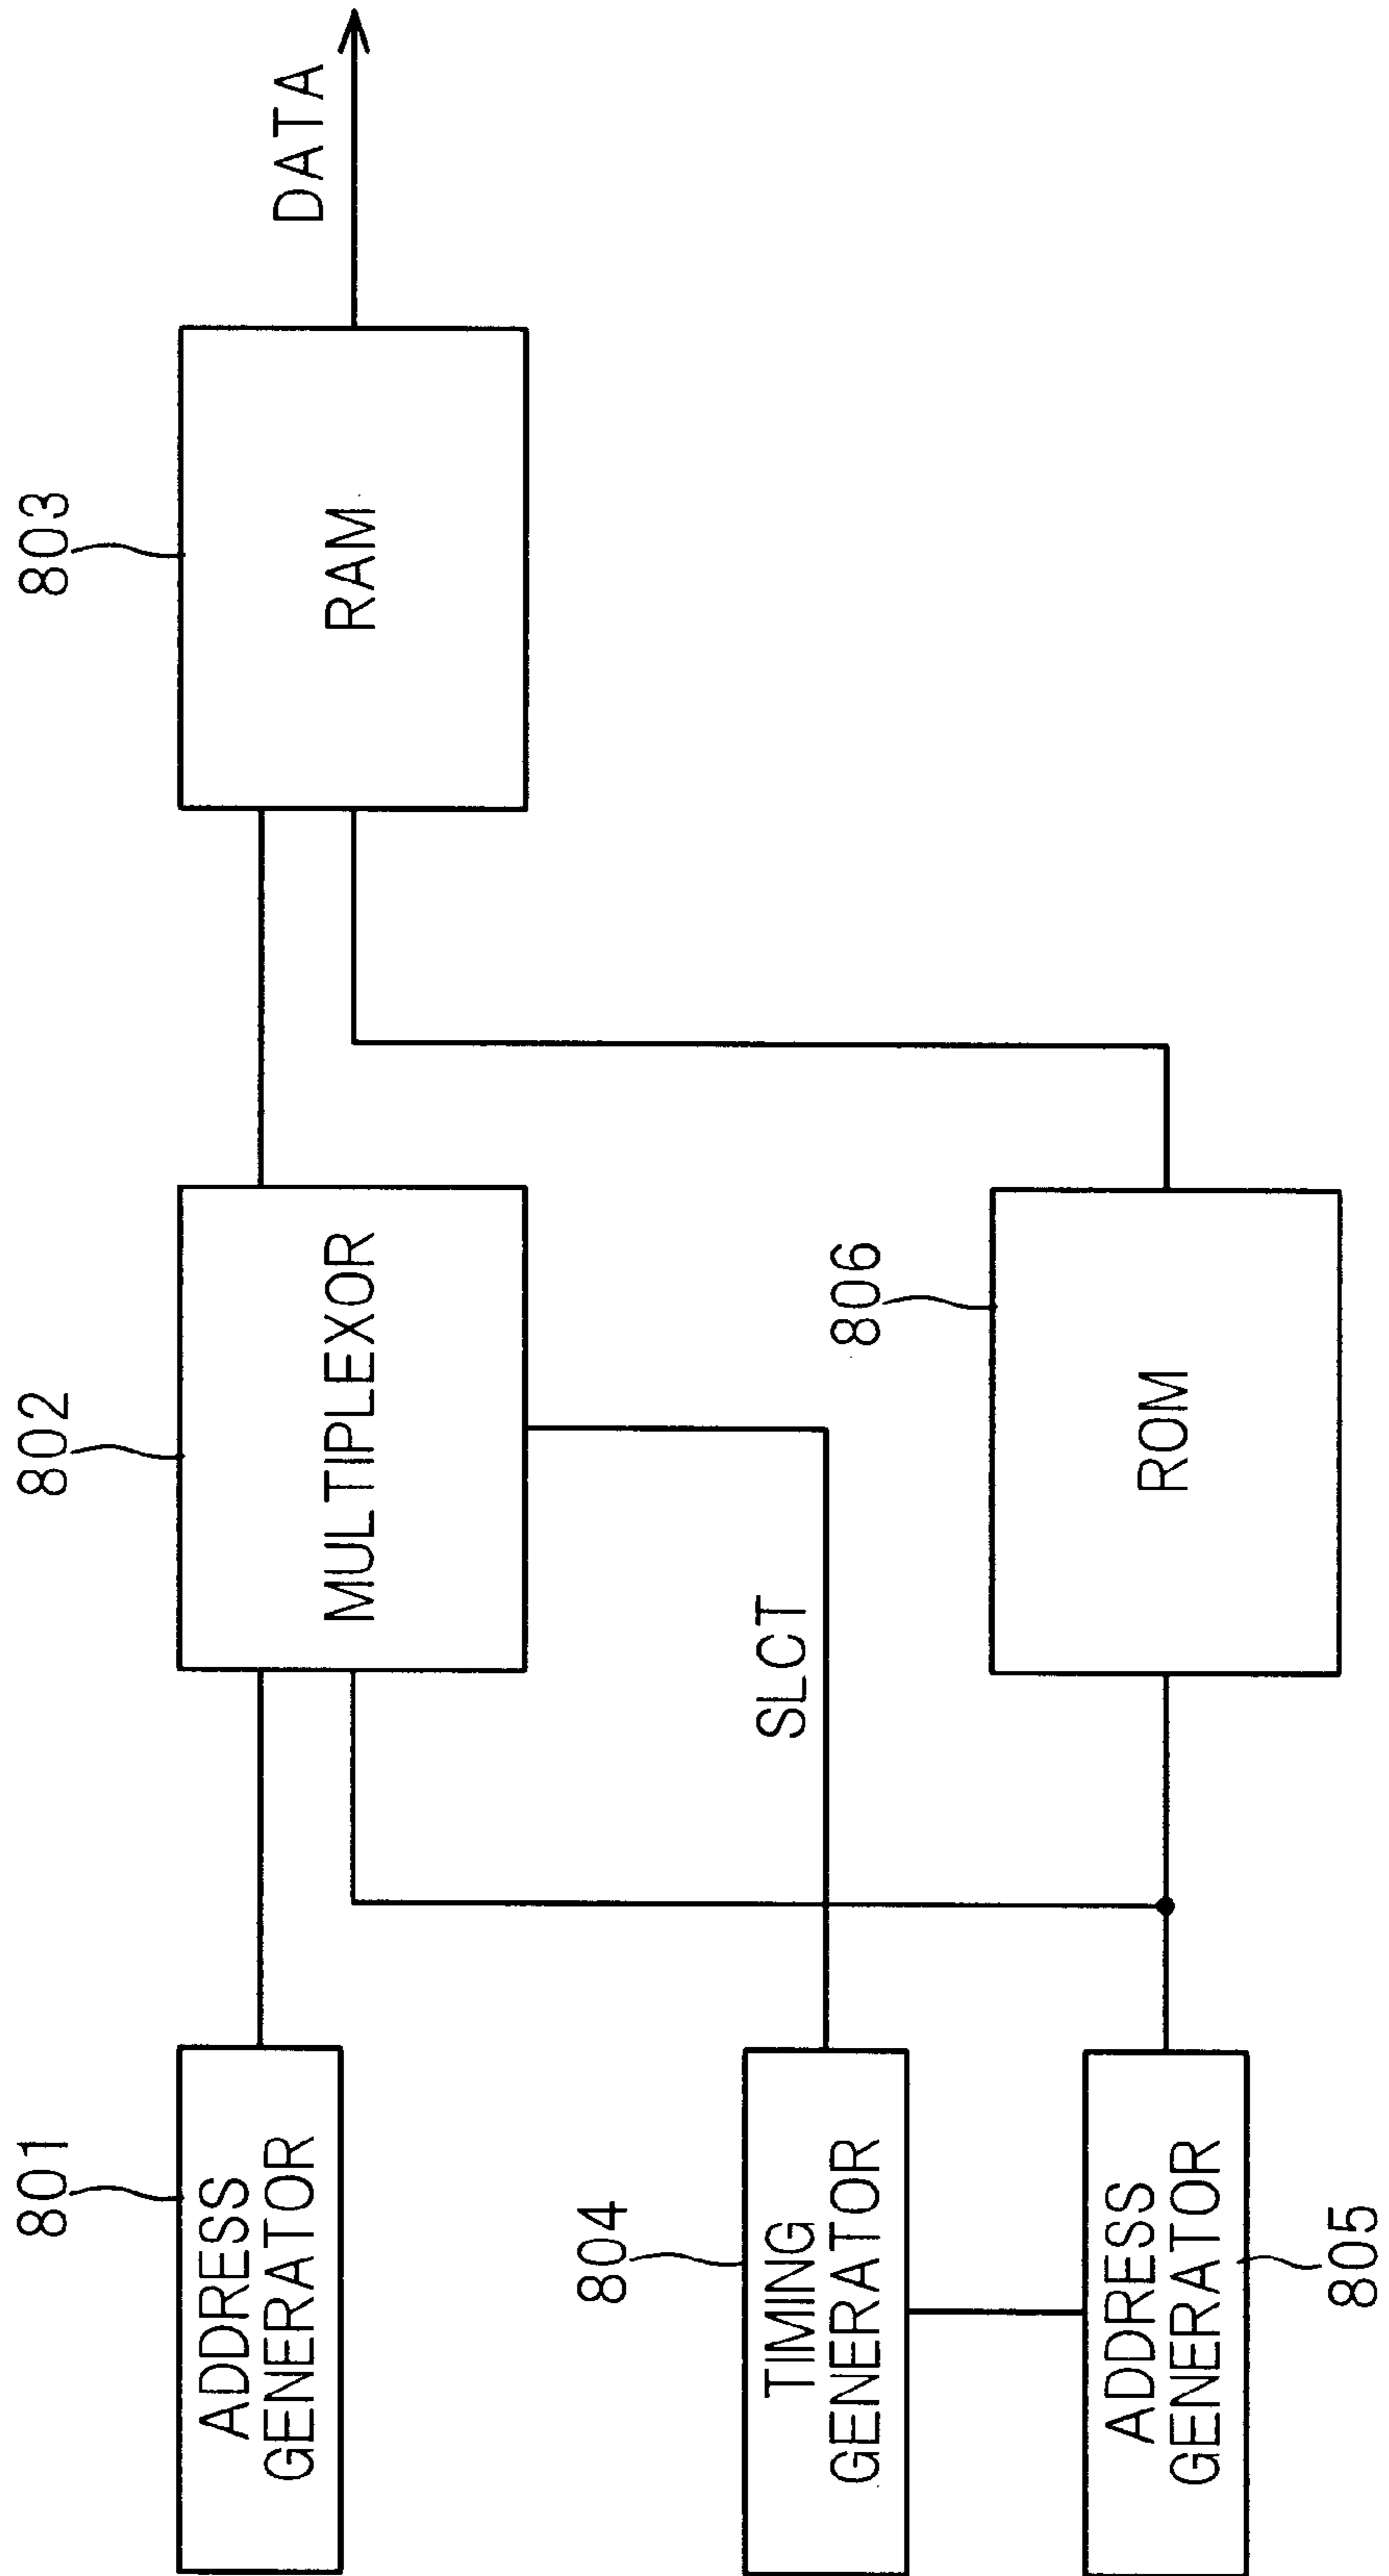 801
ADDRESS
GENERATOR
802
MULTIPLEXOR
803
RAM
DATA
804
TIMING
GENERATOR
SLCT
805
ADDRESS
GENERATOR
806
ROM